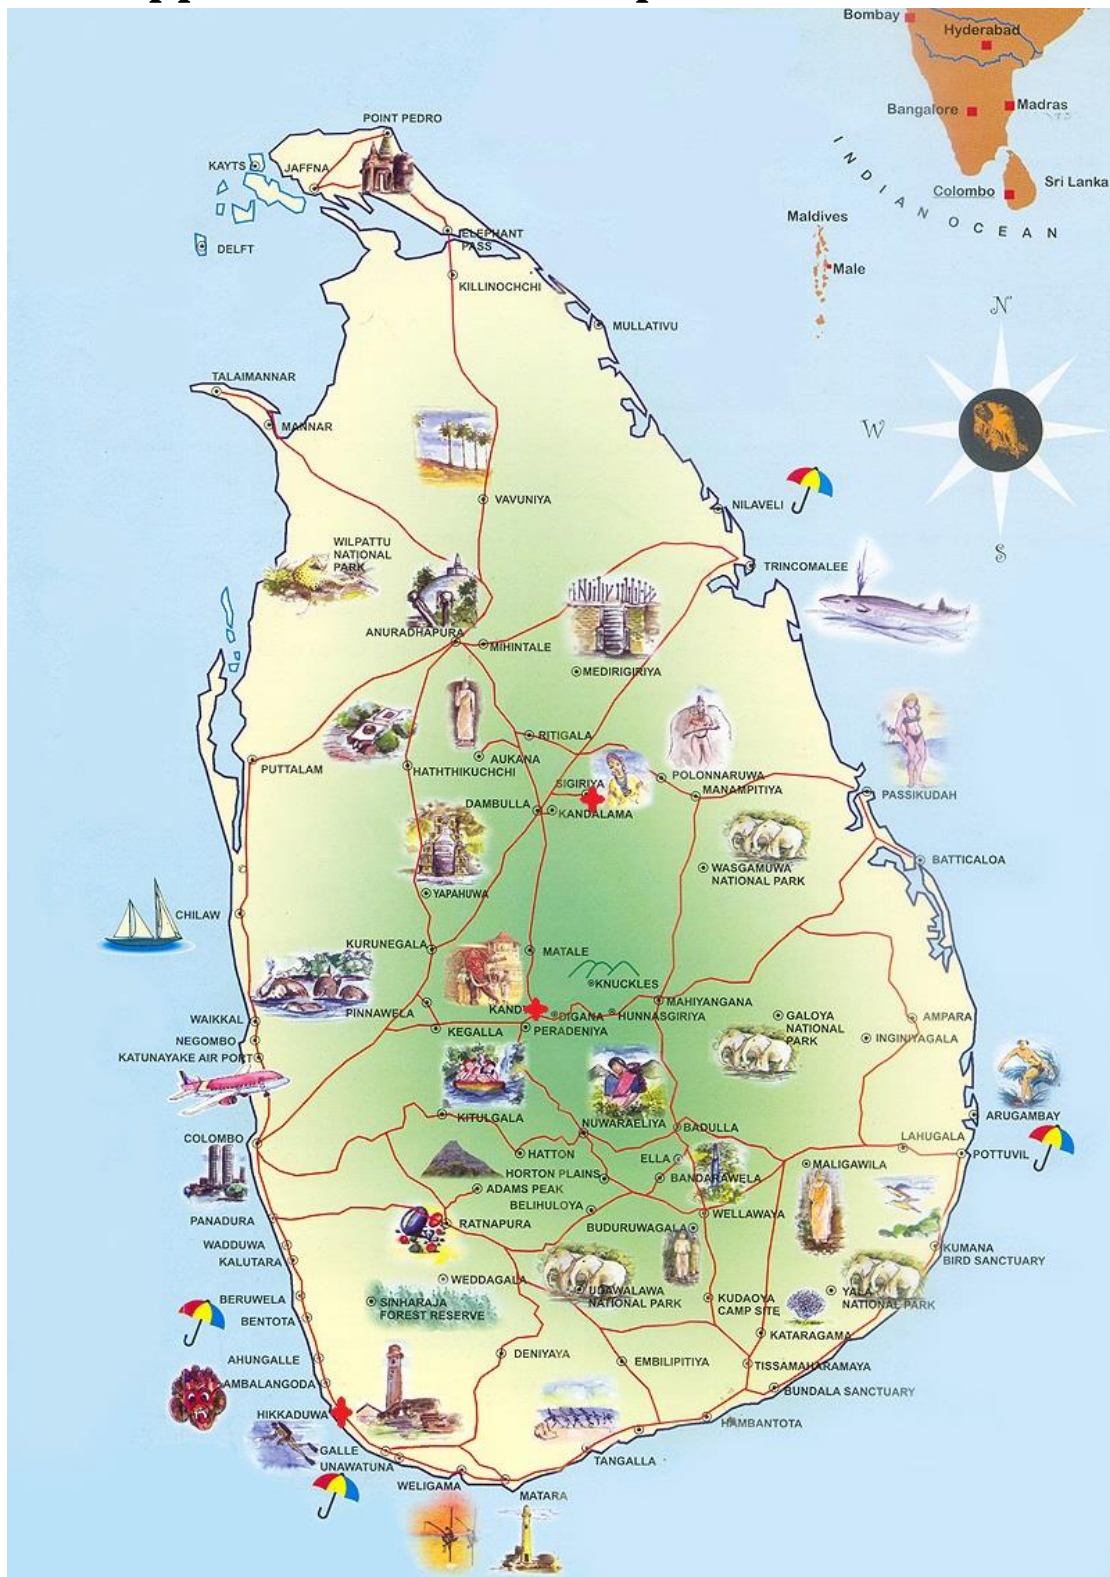 Bombay
Hyderabad
Bangalore
Madras
Colombo
Sri Lanka
INDIAN OCEAN
Maldives
Male
N
W
S
POINT PEDRO
KAYTS
JAFFNA
DELFT
ELEPHANT
PASS
KILLINOCHCHI
MULLATIVU
TALAIMANNAR
MANNAR
VAVUNIYA
NILAVELI
WILPATTU
NATIONAL
PARK
TRINCOMALEE
ANURADHAPURA
MIHINTALE
MEDIRIGIRIYA
RITIGALA
AUKANA
PUTTALAM
HATHTHIKUCHCHI
SIGIRIYA
POLONNARUWA
MANAMPITIYA
PASSIKUDAH
DAMBULLA
KANDALAMA
BATTICALOA
WASGAMUWA
NATIONAL PARK
YAPAHUWA
CHILAW
KURUNEGALA
MATALE
KNUCKLES
PINNAWELA
KANDY
DIGANA
HUNNASGIRIYA
MAHIYANGANA
GALOYA
NATIONAL
PARK
AMPARA
INGINIYAGALA
WAIKKAL
NEGOMBO
KATUNAYAKE AIR PORT
KEGALLA
PERADENIYA
KITULGALA
NUWARAELIYA
BADULLA
ARUGAMBAY
COLOMBO
LAHUGALA
POTTUVIL
HATTON
ELLA
MALIGAWILA
HORTON PLAINS
BANDARAWELA
ADAMS PEAK
BELIHULOYA
PANADURA
RATNAPURA
BUDURUWAGALA
WELLAWAYA
WADDUWA
KALUTARA
KUMANA
BIRD SANCTUARY
WEDDAGALA
UDAWALAWA
NATIONAL PARK
KUDAOYA
CAMP SITE
YALA
NATIONAL PARK
BERUWELA
BENTOTA
SINHARAJA
FOREST RESERVE
KATARAGAMA
AHUNGALLE
DENIYAYA
EMBILIPITIYA
TISSAMAHARAMAYA
AMBALANGODA
BUNDALA SANCTUARY
HIKKADUWA
HAMBANTOTA
GALLE
UNAWATUNA
TANGALLA
WELIGAMA
MATARA